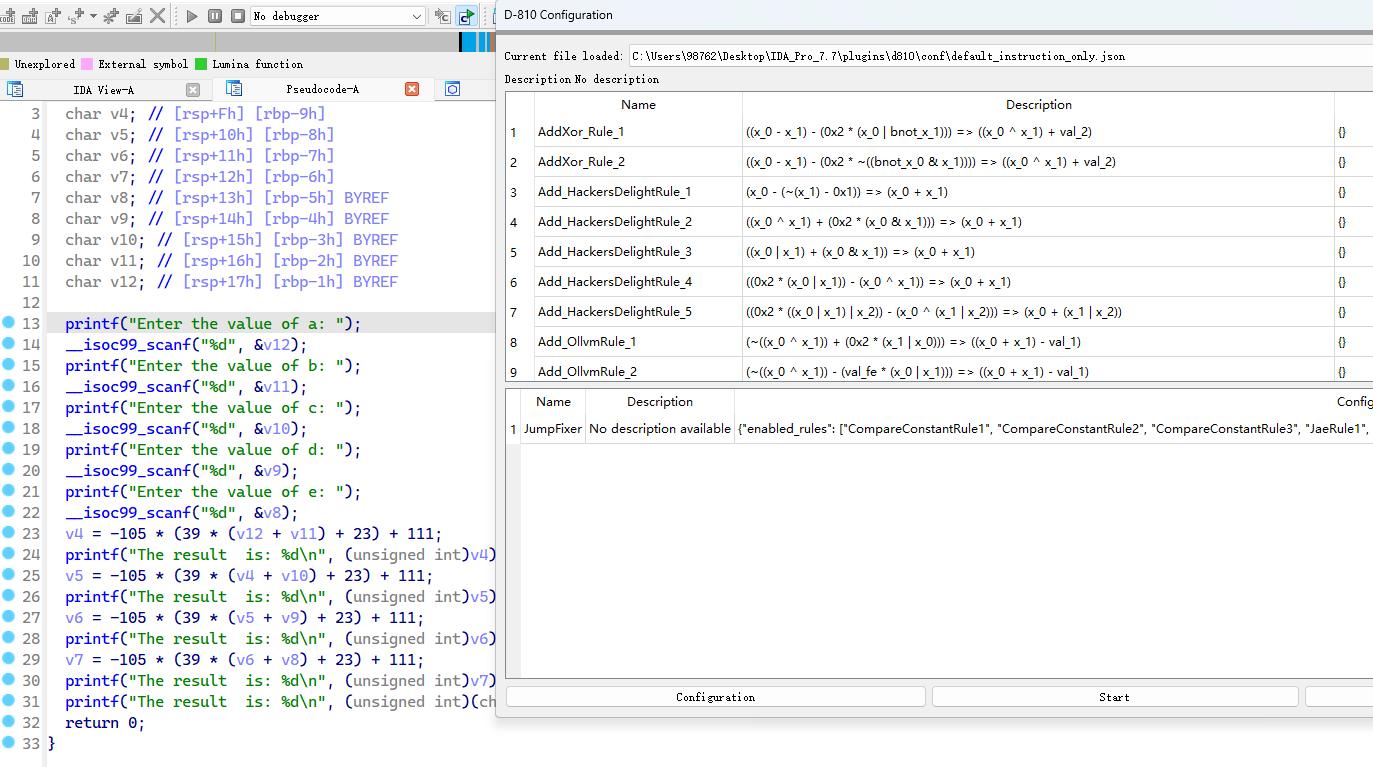 No debugger
Unexplored External symbol Lumina function
IDA View-A Pseudocode-A
3 char v4; // [rsp+Fh] [rbp-9h]
4 char v5; // [rsp+10h] [rbp-8h]
5 char v6; // [rsp+11h] [rbp-7h]
6 char v7; // [rsp+12h] [rbp-6h]
7 char v8; // [rsp+13h] [rbp-5h] BYREF
8 char v9; // [rsp+14h] [rbp-4h] BYREF
9 char v10; // [rsp+15h] [rbp-3h] BYREF
10 char v11; // [rsp+16h] [rbp-2h] BYREF
11 char v12; // [rsp+17h] [rbp-1h] BYREF
12
13 printf("Enter the value of a: ");
14 __isoc99_scanf("%d", &v12);
15 printf("Enter the value of b: ");
16 __isoc99_scanf("%d", &v11);
17 printf("Enter the value of c: ");
18 __isoc99_scanf("%d", &v10);
19 printf("Enter the value of d: ");
20 __isoc99_scanf("%d", &v9);
21 printf("Enter the value of e: ");
22 __isoc99_scanf("%d", &v8);
23 v4 = -105 * (39 * (v12 + v11) + 23) + 111;
24 printf("The result  is: %d\n", (unsigned int)v4)
25 v5 = -105 * (39 * (v4 + v10) + 23) + 111;
26 printf("The result  is: %d\n", (unsigned int)v5)
27 v6 = -105 * (39 * (v5 + v9) + 23) + 111;
28 printf("The result  is: %d\n", (unsigned int)v6)
29 v7 = -105 * (39 * (v6 + v8) + 23) + 111;
30 printf("The result  is: %d\n", (unsigned int)v7)
31 printf("The result  is: %d\n", (unsigned int)(ch
32 return 0;
33 }
D-810 Configuration
Current file loaded: C:\Users\98762\Desktop\IDA_Pro_7.7\plugins\d810\conf\default_instruction_only.json
Description No description
Name Description
1 AddXor_Rule_1 ((x_0 - x_1) - (0x2 * (x_0 | bnot_x_1))) => ((x_0 ^ x_1) + val_2) {}
2 AddXor_Rule_2 ((x_0 - x_1) - (0x2 * ~((bnot_x_0 & x_1)))) => ((x_0 ^ x_1) + val_2) {}
3 Add_HackersDelightRule_1 (x_0 - (~(x_1) - 0x1)) => (x_0 + x_1) {}
4 Add_HackersDelightRule_2 ((x_0 ^ x_1) + (0x2 * (x_0 & x_1))) => (x_0 + x_1) {}
5 Add_HackersDelightRule_3 ((x_0 | x_1) + (x_0 & x_1)) => (x_0 + x_1) {}
6 Add_HackersDelightRule_4 ((0x2 * (x_0 | x_1)) - (x_0 ^ x_1)) => (x_0 + x_1) {}
7 Add_HackersDelightRule_5 ((0x2 * ((x_0 | x_1) | x_2)) - (x_0 ^ (x_1 | x_2))) => (x_0 + (x_1 | x_2)) {}
8 Add_OllvmRule_1 (~((x_0 ^ x_1)) + (0x2 * (x_1 | x_0))) => ((x_0 + x_1) - val_1) {}
9 Add_OllvmRule_2 (~((x_0 ^ x_1)) - (val_fe * (x_0 | x_1))) => ((x_0 + x_1) - val_1) {}
Name Description Config
1 JumpFixer No description available {"enabled_rules": ["CompareConstantRule1", "CompareConstantRule2", "CompareConstantRule3", "JaeRule1",
Configuration Start